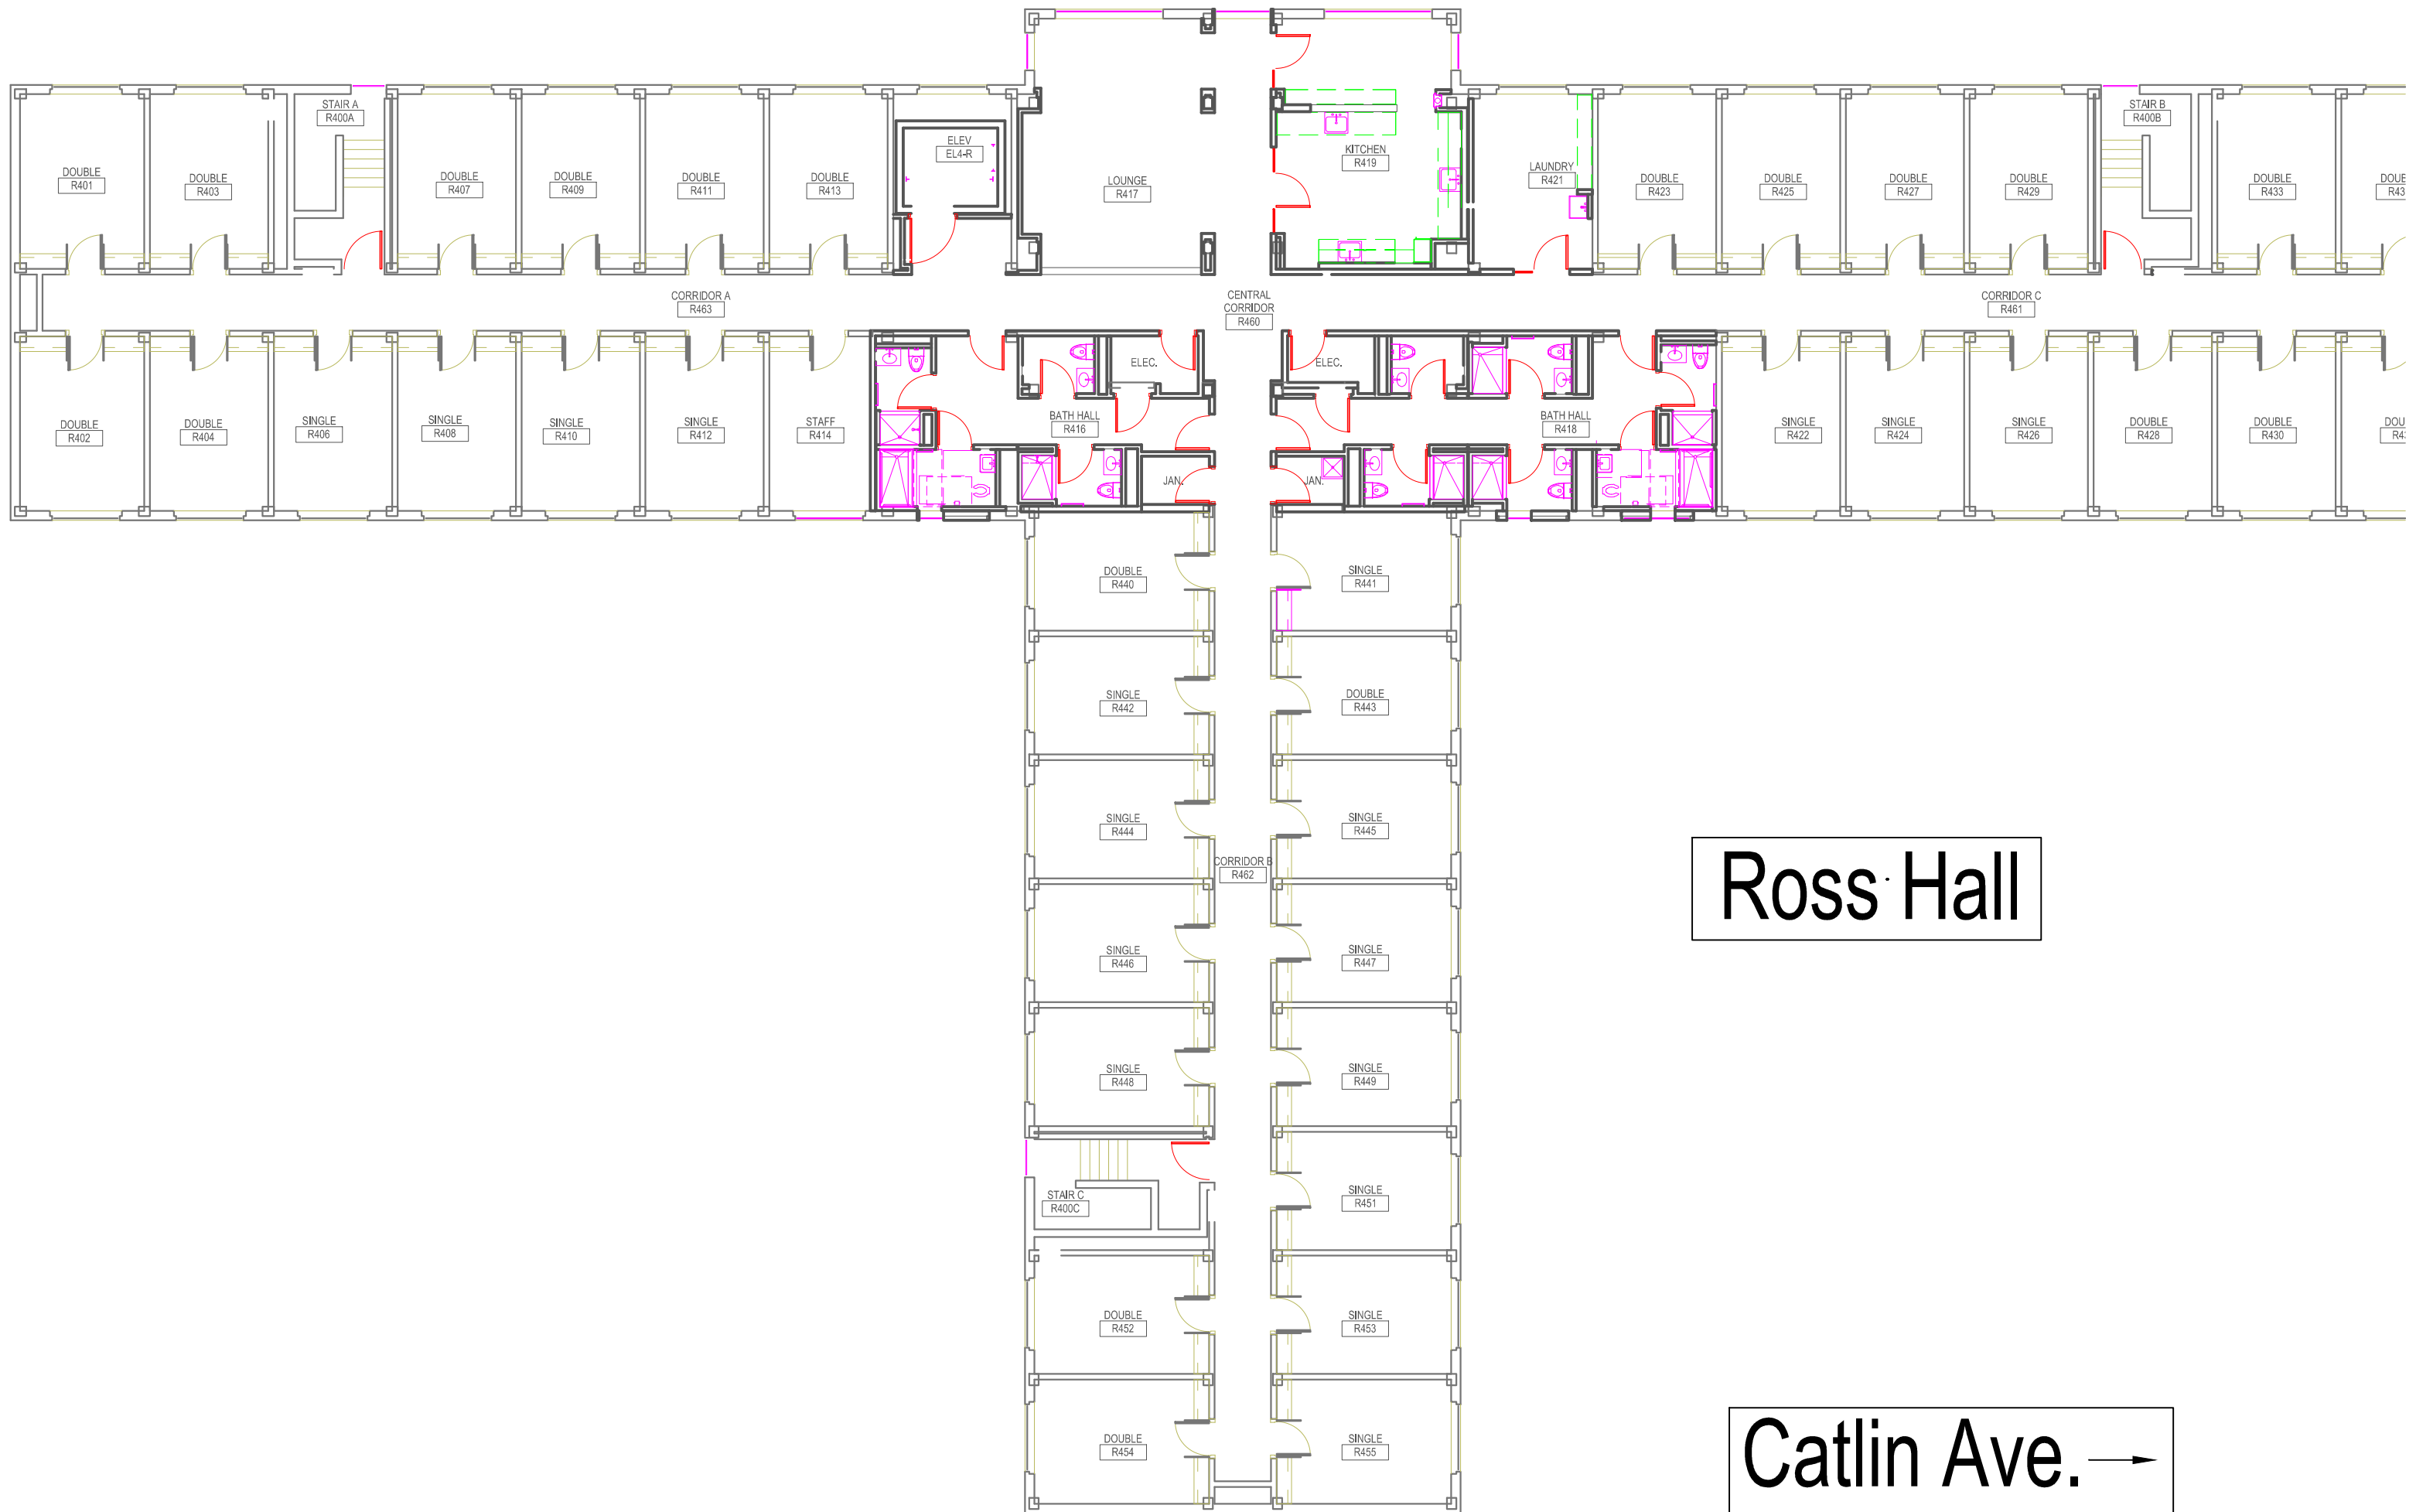 STAIR A
R400A
STAIR B
R400B
ELEV
EL4-R
DOUBLE
R401
DOUBLE
R403
DOUBLE
R407
DOUBLE
R409
DOUBLE
R411
DOUBLE
R413
LOUNGE
R417
KITCHEN
R419
LAUNDRY
R421
DOUBLE
R423
DOUBLE
R425
DOUBLE
R427
DOUBLE
R429
DOUBLE
R433
CORRIDOR A
R463
CENTRAL
CORRIDOR
R460
CORRIDOR C
R461
ELEC.
ELEC.
DOUBLE
R402
DOUBLE
R404
SINGLE
R406
SINGLE
R408
SINGLE
R410
SINGLE
R412
STAFF
R414
BATH HALL
R416
BATH HALL
R418
SINGLE
R422
SINGLE
R424
SINGLE
R426
DOUBLE
R428
DOUBLE
R430
JAN.
JAN.
DOUBLE
R440
SINGLE
R441
SINGLE
R442
DOUBLE
R443
SINGLE
R444
SINGLE
R445
CORRIDOR B
R462
Ross Hall
SINGLE
R446
SINGLE
R447
SINGLE
R448
SINGLE
R449
STAIR C
R400C
SINGLE
R451
DOUBLE
R452
SINGLE
R453
DOUBLE
R454
SINGLE
R455
Catlin Ave.